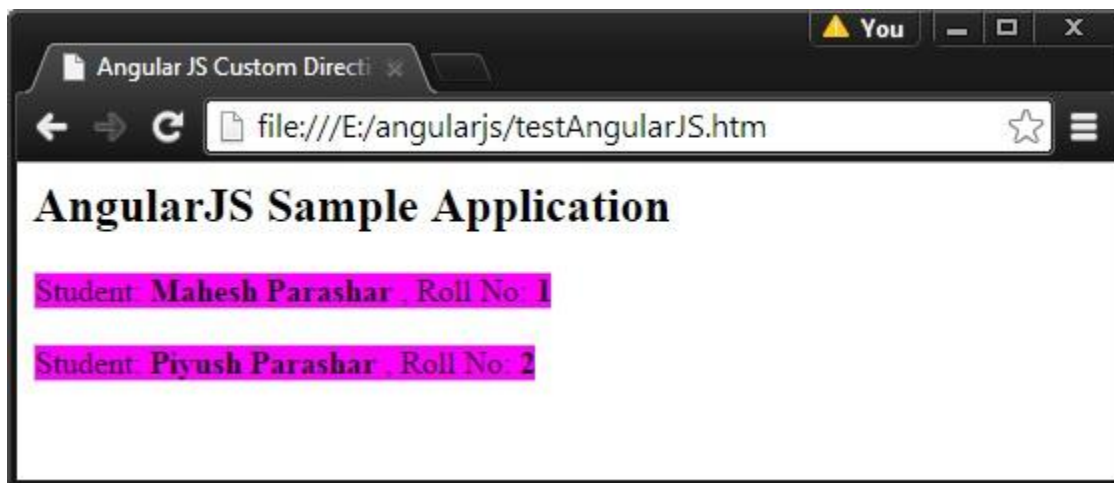 You
Angular JS Custom Directi
file:///E:/angularjs/testAngularJS.htm
AngularJS Sample Application
Student: Mahesh Parashar , Roll No: 1
Student: Piyush Parashar , Roll No: 2